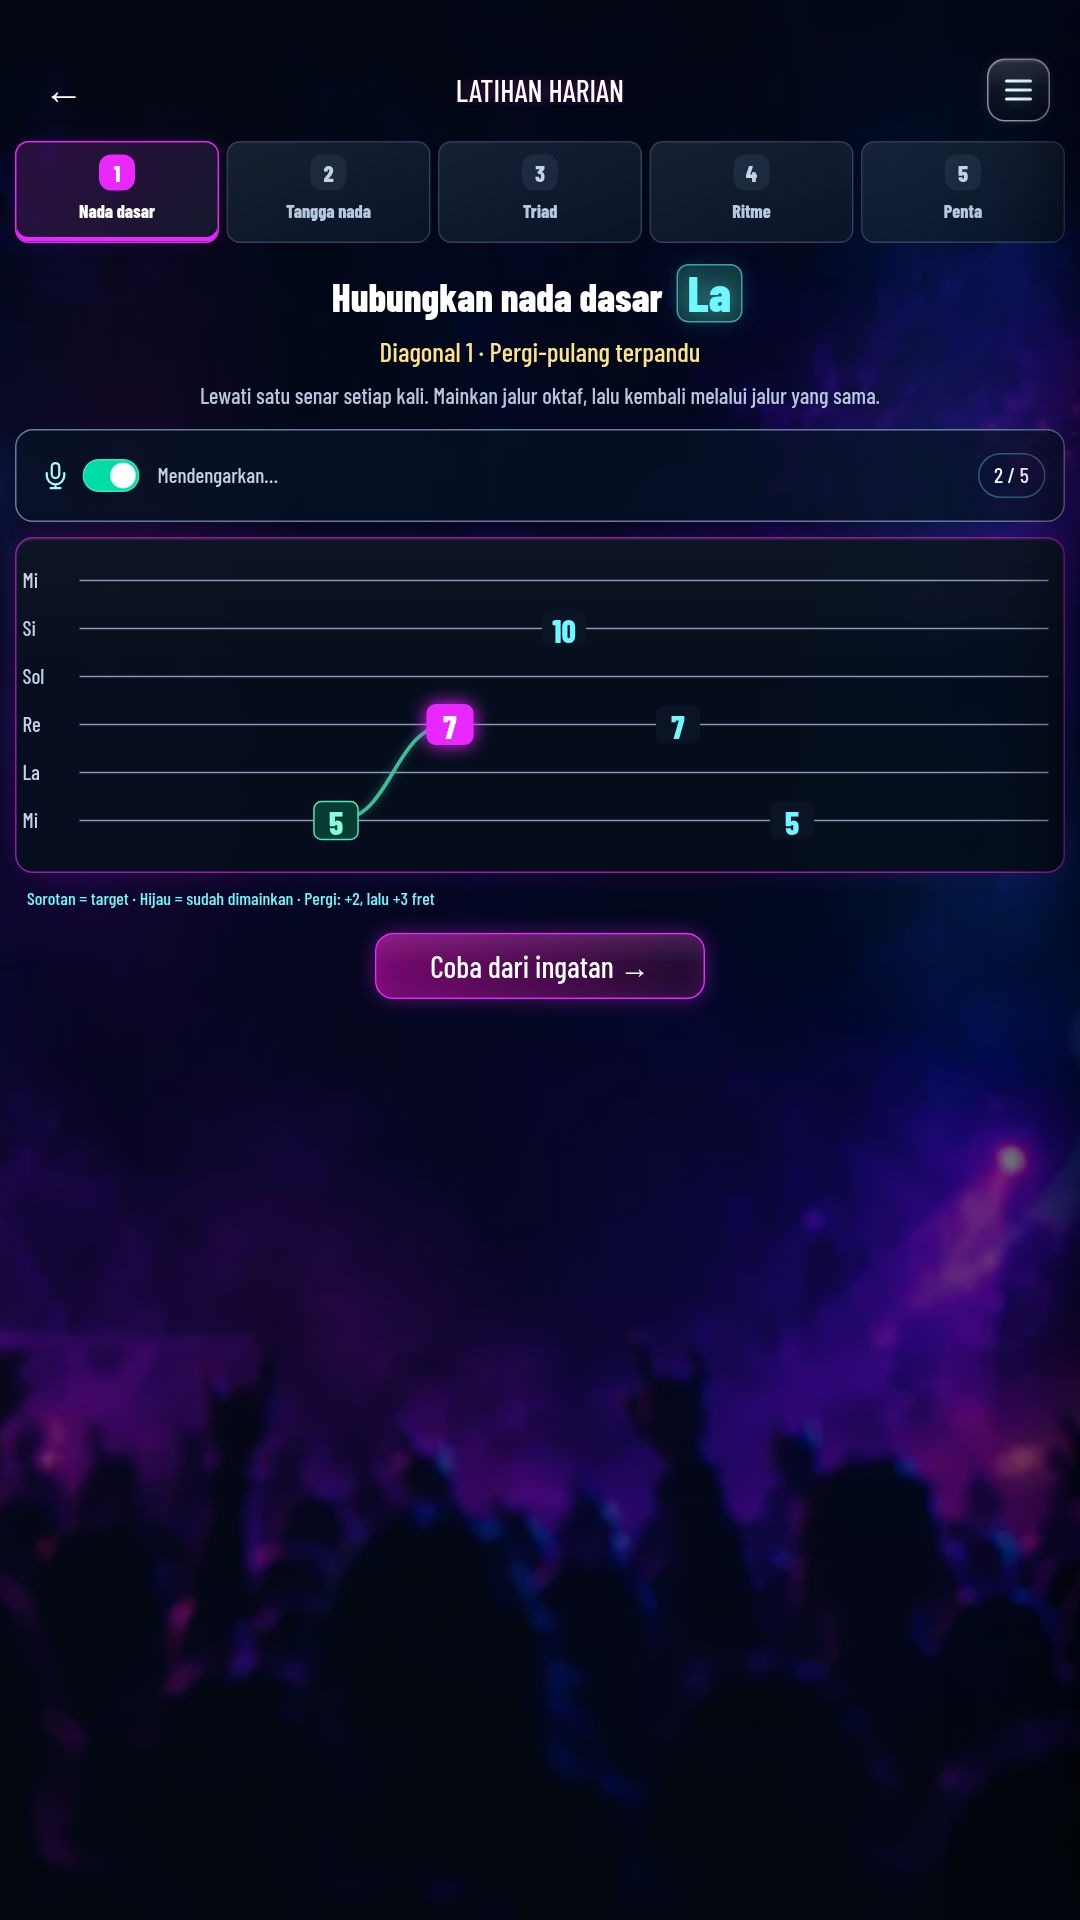 ←
LATIHAN HARIAN
1
Nada dasar
2
Tangga nada
3
Triad
4
Ritme
5
Penta
Hubungkan nada dasar La
Diagonal 1 · Pergi-pulang terpandu
Lewati satu senar setiap kali. Mainkan jalur oktaf, lalu kembali melalui jalur yang sama.
Mendengarkan...
2 / 5
Mi
Si 10
Sol
Re 7 7
La
Mi 5 5
Sorotan = target · Hijau = sudah dimainkan · Pergi: +2, lalu +3 fret
Coba dari ingatan →